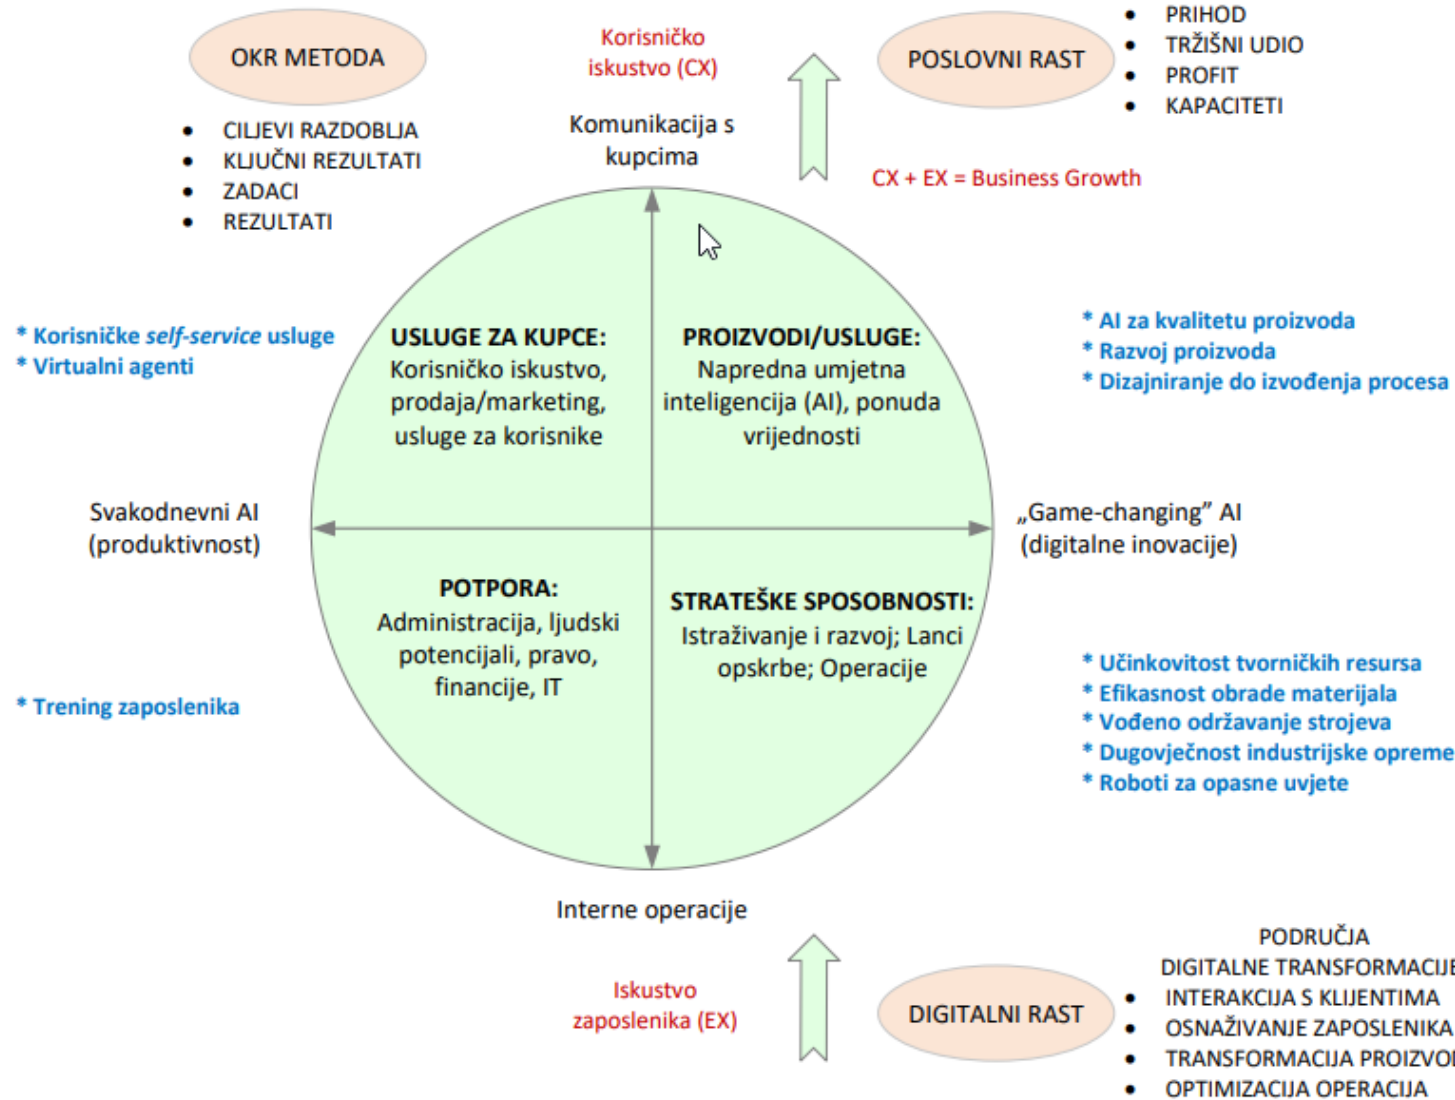 OKR METODA
• CILJEVI RAZDOBLJA
• KLJUČNI REZULTATI
• ZADACI
• REZULTATI
Korisničko
iskustvo (CX)
Komunikacija s
kupcima
POSLOVNI RAST
• PRIHOD
• TRŽIŠNI UDIO
• PROFIT
• KAPACITETI
CX + EX = Business Growth
* Korisničke self-service usluge
* Virtualni agenti
USLUGE ZA KUPCE:
Korisničko iskustvo,
prodaja/marketing,
usluge za korisnike
PROIZVODI/USLUGE:
Napredna umjetna
inteligencija (AI), ponuda
vrijednosti
* AI za kvalitetu proizvoda
* Razvoj proizvoda
* Dizajniranje do izvođenja procesa
Svakodnevni AI
(produktivnost)
„Game-changing” AI
(digitalne inovacije)
POTPORA:
Administracija, ljudski
potencijali, pravo,
financije, IT
STRATEŠKE SPOSOBNOSTI:
Istraživanje i razvoj; Lanci
opskrbe; Operacije
* Trening zaposlenika
* Učinkovitost tvorničkih resursa
* Efikasnost obrade materijala
* Vođeno održavanje strojeva
* Dugovječnost industrijske opreme
* Roboti za opasne uvjete
Interne operacije
Iskustvo
zaposlenika (EX)
DIGITALNI RAST
PODRUČJA
DIGITALNE TRANSFORMACIJE
• INTERAKCIJA S KLIJENTIMA
• OSNAŽIVANJE ZAPOSLENIKA
• TRANSFORMACIJA
• OPTIMIZACIJA OPERACIJA